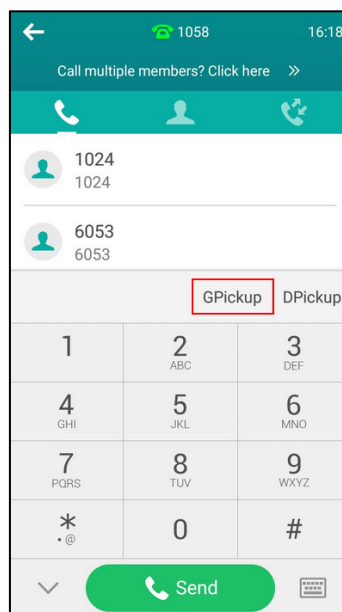 1058
16:18
Call multiple members? Click here »
1024
1024
6053
6053
GPickup DPickup
1 2 3
ABC DEF
4 5 6
GHI JKL MNO
7 8 9
PQRS TUV WXYZ
* 0 #
. @
Send